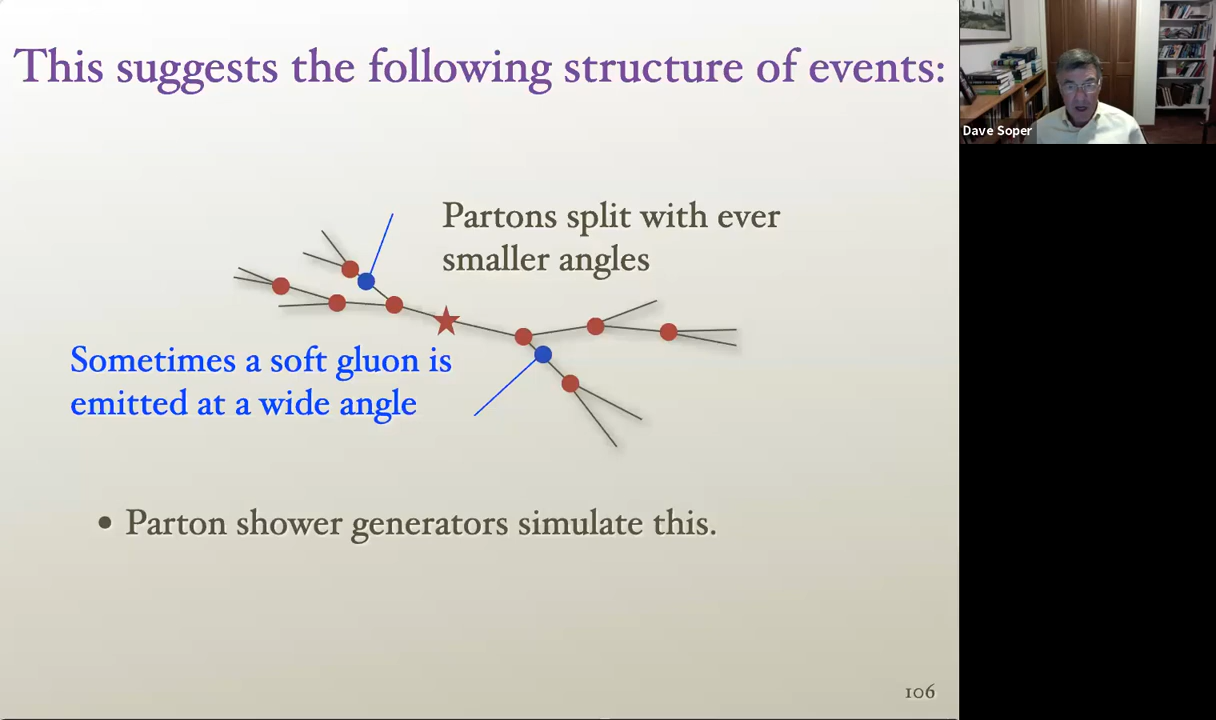 This suggests the following structure of events:
Dave Soper
Partons split with ever
smaller angles
Sometimes a soft gluon is
emitted at a wide angle
• Parton shower generators simulate this.
106